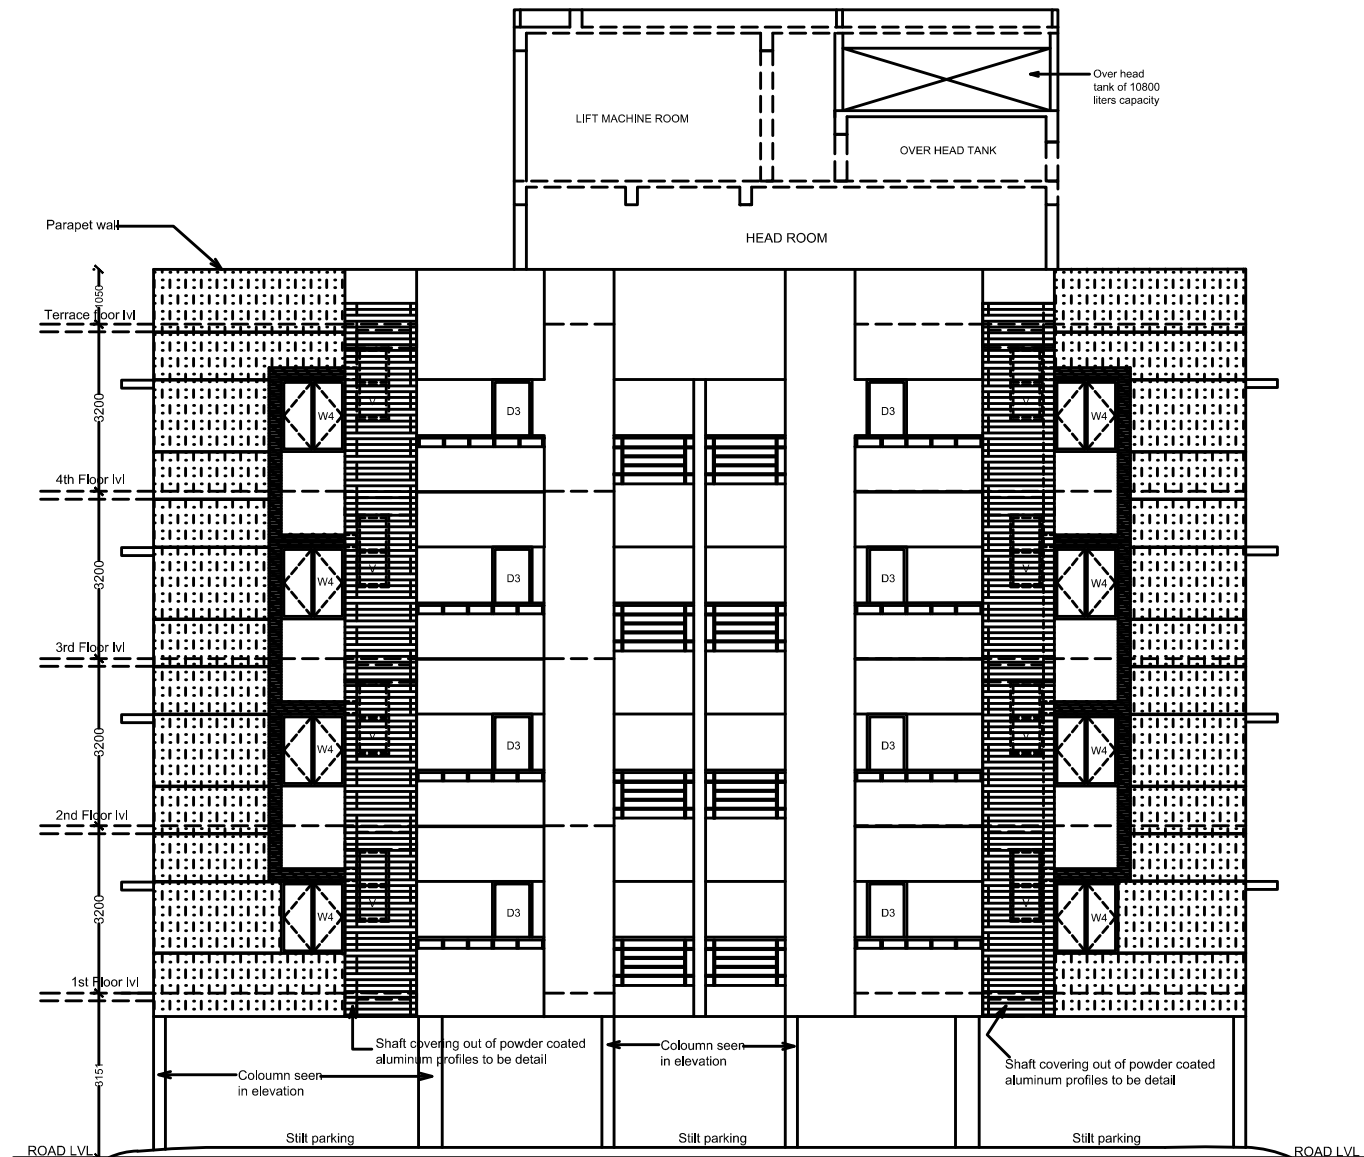 Over head
tank of 10800
liters capacity
LIFT MACHINE ROOM
OVER HEAD TANK
HEAD ROOM
Parapet wall
1050
Terrace floor lvl
3200
W4
V
D3
D3
V
W4
4th Floor lvl
3200
W4
V
D3
D3
V
W4
3rd Floor lvl
3200
W4
V
D3
D3
V
W4
2nd Floor lvl
3200
W4
V
D3
D3
V
W4
1st Floor lvl
3151
Shaft covering out of powder coated
aluminum profiles to be detail
Coloumn seen
in elevation
Coloumn seen
in elevation
Shaft covering out of powder coated
aluminum profiles to be detail
Stilt parking
Stilt parking
Stilt parking
ROAD LVL
ROAD LVL